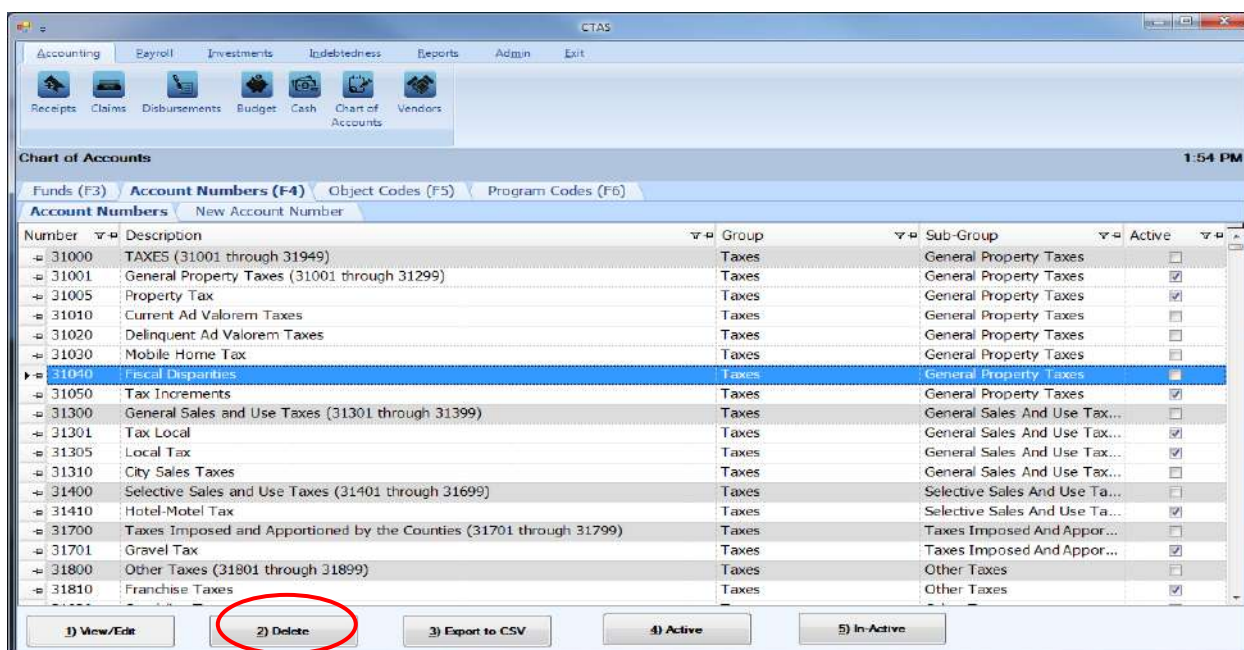 CTAS
Accounting Payroll Investments Indebtedness Reports Admin Exit
Receipts Claims Disbursements Budget Cash Chart of Accounts Vendors
Chart of Accounts 1:54 PM
Funds (F3) Account Numbers (F4) Object Codes (F5) Program Codes (F6)
Account Numbers New Account Number
Number Description Group Sub-Group Active
31000 TAXES (31001 through 31949) Taxes General Property Taxes
31001 General Property Taxes (31001 through 31299) Taxes General Property Taxes
31005 Property Tax Taxes General Property Taxes
31010 Current Ad Valorem Taxes Taxes General Property Taxes
31020 Delinquent Ad Valorem Taxes Taxes General Property Taxes
31030 Mobile Home Tax Taxes General Property Taxes
31040 Fiscal Disparities Taxes General Property Taxes
31050 Tax Increments Taxes General Property Taxes
31300 General Sales and Use Taxes (31301 through 31399) Taxes General Sales And Use Tax...
31301 Tax Local Taxes General Sales And Use Tax...
31305 Local Tax Taxes General Sales And Use Tax...
31310 City Sales Taxes Taxes General Sales And Use Tax...
31400 Selective Sales and Use Taxes (31401 through 31699) Taxes Selective Sales And Use Ta...
31410 Hotel-Motel Tax Taxes Selective Sales And Use Ta...
31700 Taxes Imposed and Apportioned by the Counties (31701 through 31799) Taxes Taxes Imposed And Appor...
31701 Gravel Tax Taxes Taxes Imposed And Appor...
31800 Other Taxes (31801 through 31899) Taxes Other Taxes
31810 Franchise Taxes Taxes Other Taxes
1) View/Edit 2) Delete 3) Export to CSV 4) Active 5) In-Active